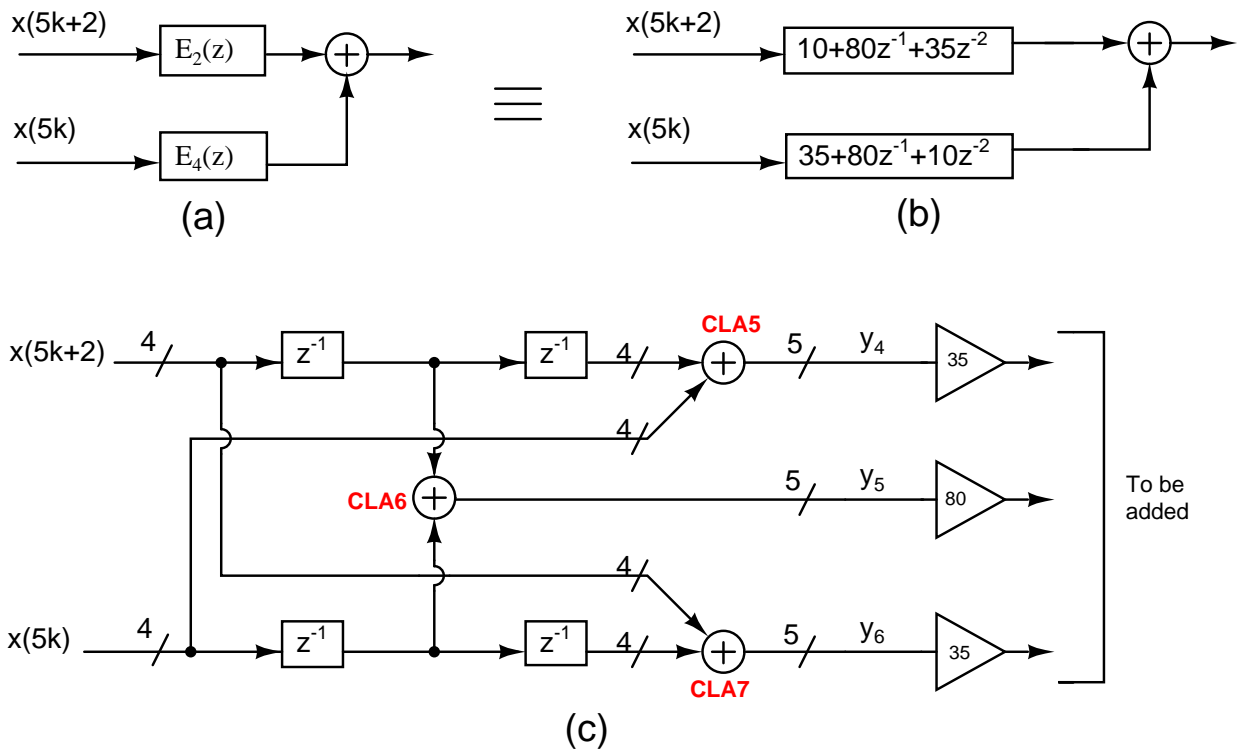 x(5k+2)
E₂(z)
+
x(5k)
E₄(z)
(a)
≡
x(5k+2)
10+80z⁻¹+35z⁻²
+
x(5k)
35+80z⁻¹+10z⁻²
(b)
x(5k+2)
4
z⁻¹
z⁻¹
4
CLA5
+
5
y₄
35
4
CLA6
+
5
y₅
80
To be
added
4
x(5k)
4
z⁻¹
z⁻¹
4
+
CLA7
5
y₆
35
(c)